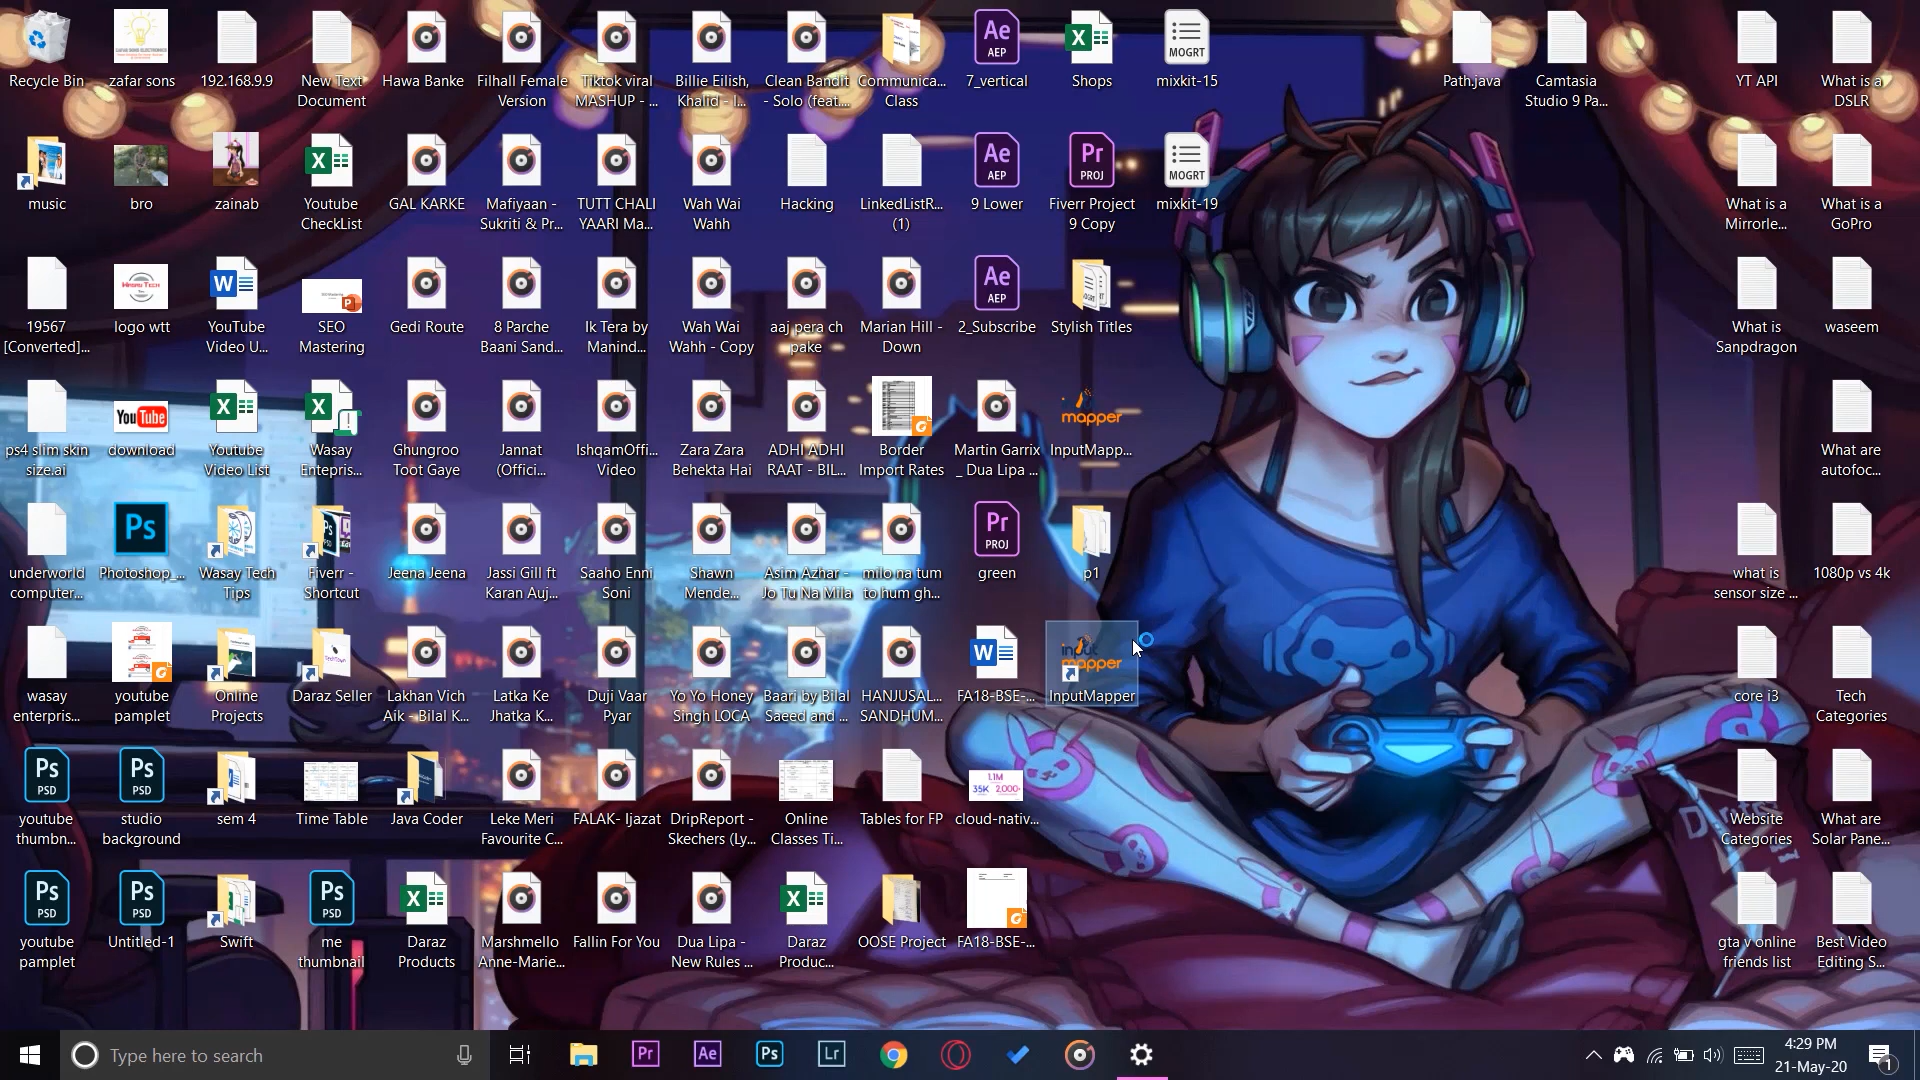 Recycle Bin
zafar sons
192.168.9.9
New Text
Document
Hawa Banke
Filhall Female
Version
Tiktok viral
MASHUP - ...
Billie Eilish,
Khalid - l...
Clean Bandit
- Solo (feat....
Communica...
Class
7_vertical
Shops
mixkit-15
Path.java
Camtasia
Studio 9 Pa...
YT API
What is a
DSLR
music
bro
zainab
Youtube
CheckList
GAL KARKE
Mafiyaan -
Sukriti & Pr...
TUTT CHALI
YAARI Ma...
Wah Wai
Wahh
Hacking
LinkedListR...
(1)
9 Lower
Fiverr Project
9 Copy
mixkit-19
What is a
Mirrorle...
What is a
GoPro
19567
[Converted]...
logo wtt
YouTube
Video U...
SEO
Mastering
Gedi Route
8 Parche
Baani Sand...
Ik Tera by
Manind...
Wah Wai
Wahh - Copy
aaj pera ch
pake
Marian Hill -
Down
2_Subscribe
Stylish Titles
What is
Sanpdragon
waseem
ps4 slim skin
size.ai
download
Youtube
Video List
Wasay
Entepris...
Ghungroo
Toot Gaye
Jannat
(Offici...
IshqamOffi...
Video
Zara Zara
Behekta Hai
ADHI ADHI
RAAT - BIL...
Border
Import Rates
Martin Garrix
_ Dua Lipa ...
InputMapp...
What are
autofoc...
underworld
computer...
Photoshop_...
Wasay Tech
Tips
Fiverr -
Shortcut
Jeena Jeena
Jassi Gill ft
Karan Auj...
Saaho Enni
Soni
Shawn
Mende...
Asim Azhar -
Jo Tu Na Mila
milo na tum
to hum gh...
green
p1
what is
sensor size ...
1080p vs 4k
wasay
enterpris...
youtube
pamplet
Online
Projects
Daraz Seller
Lakhan Vich
Aik - Bilal K...
Latka Ke
Jhatka K...
Duji Vaar
Pyar
Yo Yo Honey
Singh LOCA
Baari by Bilal
Saeed and ...
HANJUSAL...
SANDHUM...
FA18-BSE-...
InputMapper
core i3
Tech
Categories
youtube
thumbn...
studio
background
sem 4
Time Table
Java Coder
Leke Meri
Favourite C...
FALAK- Ijazat
DripReport -
Skechers (Ly...
Online
Classes Ti...
Tables for FP
cloud-nativ...
Website
Categories
What are
Solar Pane...
youtube
pamplet
Untitled-1
Swift
me
thumbnail
Daraz
Products
Marshmello
Anne-Marie...
Fallin For You
Dua Lipa -
New Rules ...
Daraz
Produc...
OOSE Project
FA18-BSE-...
gta v online
friends list
Best Video
Editing S...
Type here to search
4:29 PM
21-May-20
1